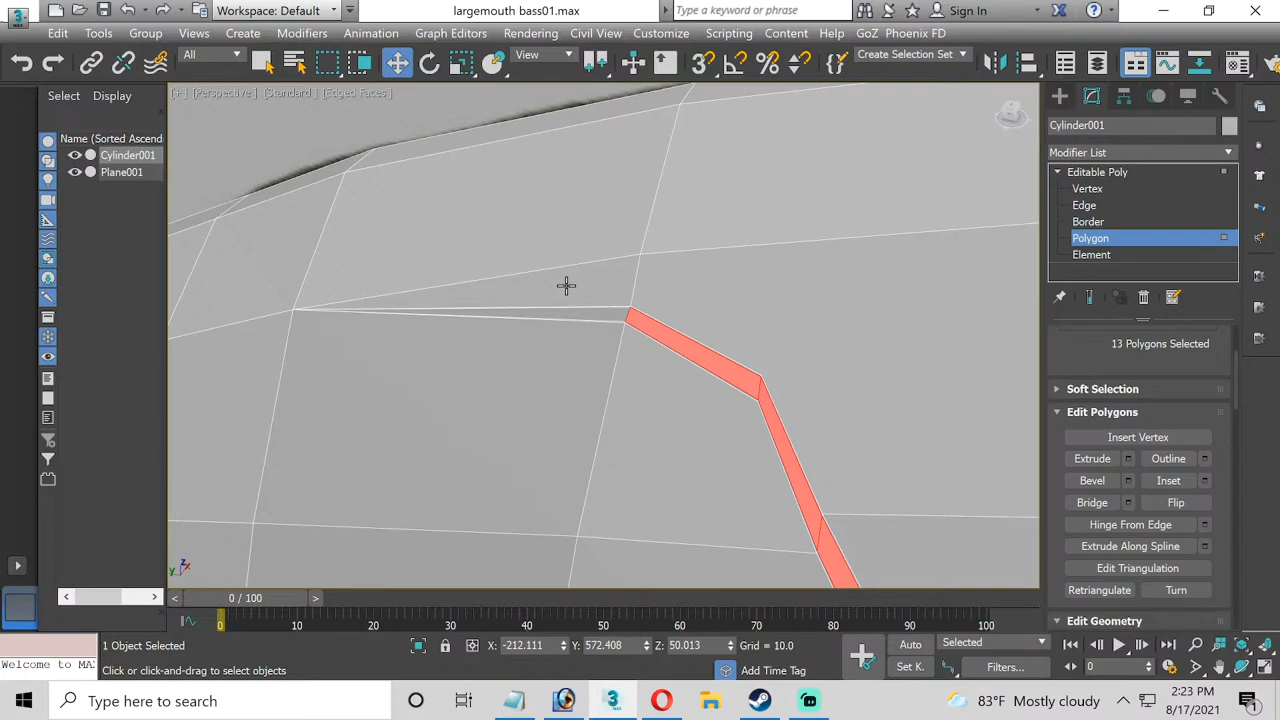 Workspace: Default
largemouth bass01.max
Type a keyword or phrase
Sign In
File
Edit Tools Group Views Create Modifiers Animation Graph Editors Rendering Civil View Customize Scripting Content Help GoZ Phoenix FD
All
View
Create Selection Set
Select Display
[+] [Perspective] [Standard] [Edged Faces]
Name (Sorted Ascend
Cylinder001
Plane001
Cylinder001
Modifier List
Editable Poly
Vertex
Edge
Border
Polygon
Element
13 Polygons Selected
Soft Selection
Edit Polygons
Insert Vertex
Extrude Outline
Bevel Inset
Bridge Flip
Hinge From Edge
Extrude Along Spline
Edit Triangulation
Retriangulate Turn
Edit Geometry
z
y
0 / 100
0 10 20 30 40 50 60 70 80 90 100
1 Object Selected
X: -212.111 Y: 572.408 Z: 50.013 Grid = 10.0
Auto Selected
Welcome to MA
Click or click-and-drag to select objects
Add Time Tag
Set K. Filters...
0
Type here to search
83°F Mostly cloudy
2:23 PM
8/17/2021